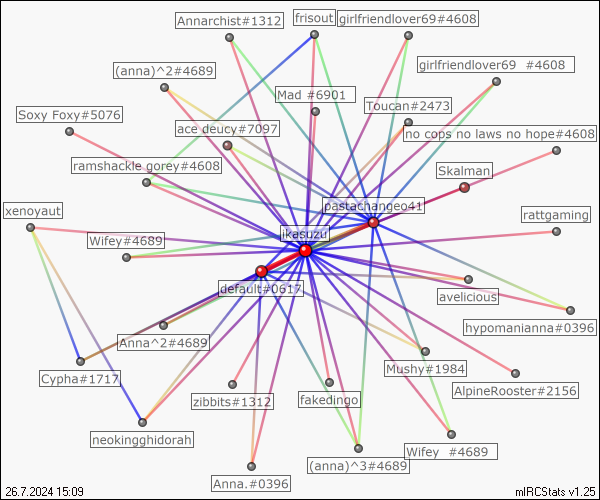 Annarchist#1312
frisout
girlfriendlover69#4608
(anna)^2#4689
girlfriendlover69  #4608
Mad #6901
Soxy Foxy#5076
Toucan#2473
ace deucy#7097
no cops no laws no hope#4608
ramshackle gorey#4608
Skalman
xenoyaut
pastachangeo41
rattgaming
ikasuzu
Wifey#4689
default#0617
avelicious
hypomanianna#0396
Anna^2#4689
Mushy#1984
Cypha#1717
AlpineRooster#2156
zibbits#1312
fakedingo
neokingghidorah
Wifey  #4689
(anna)^3#4689
Anna.#0396
26.7.2024 15:09
mIRCStats v1.25